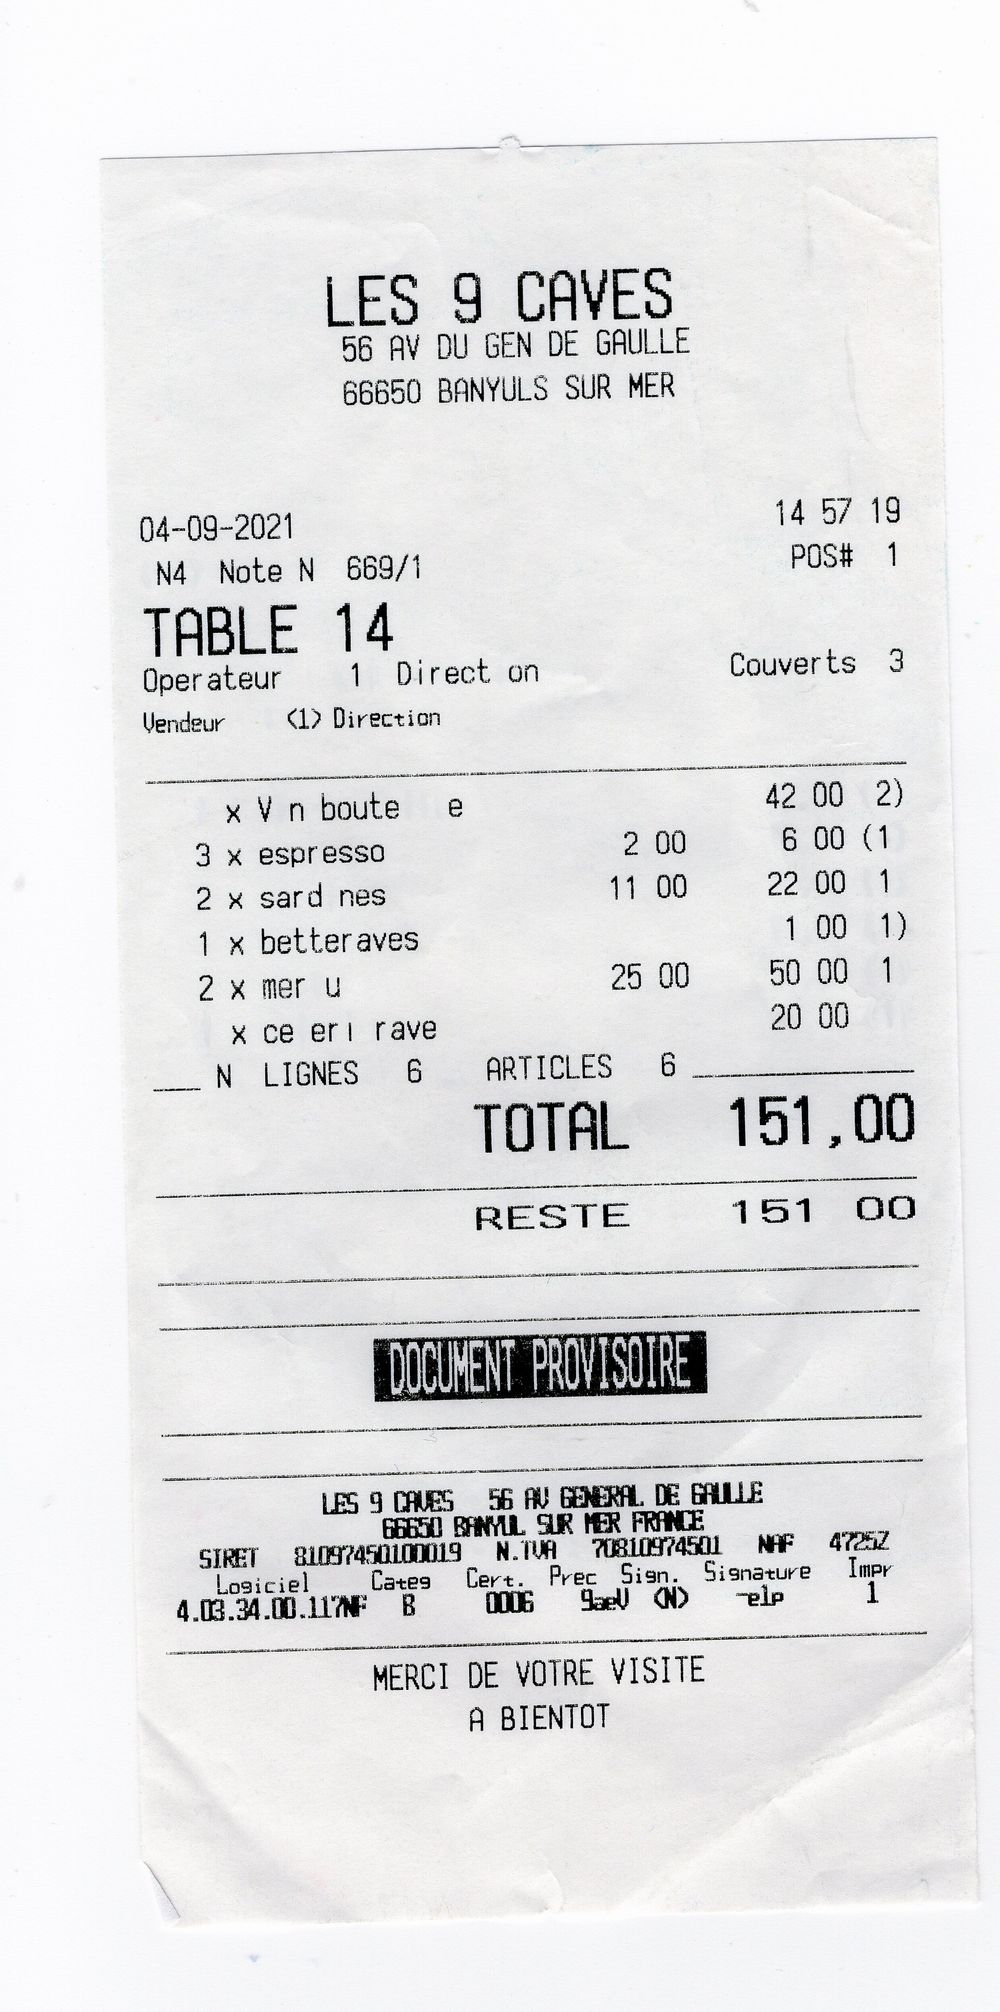 LES 9 CAVES
56 AV DU GEN DE GAULLE
66650 BANYULS SUR MER
04-09-2021 14 57 19
N4 Note N 669/1 POS# 1
TABLE 14
Operateur 1 Direct on Couverts 3
Vendeur (1) Direction
x V n boute e 42 00 2)
3 x espresso 2 00 6 00 (1
2 x sard nes 11 00 22 00 1
1 x betteraves 1 00 1)
2 x mer u 25 00 50 00 1
x ce eri rave 20 00
N LIGNES 6 ARTICLES 6
TOTAL 151,00
RESTE 151 00
DOCUMENT PROVISOIRE
LES 9 CAVES 56 AV GENERAL DE GAULLE
66650 BANYUL SUR MER FRANCE
SIRET 81097450100019 N.TVA 70810974501 NAF 4725Z
Logiciel Categ Cert. Prec Sign. Signature Impr
4.03.34.00.117NF B 0006 9aeV (N) -elp 1
MERCI DE VOTRE VISITE
A BIENTOT